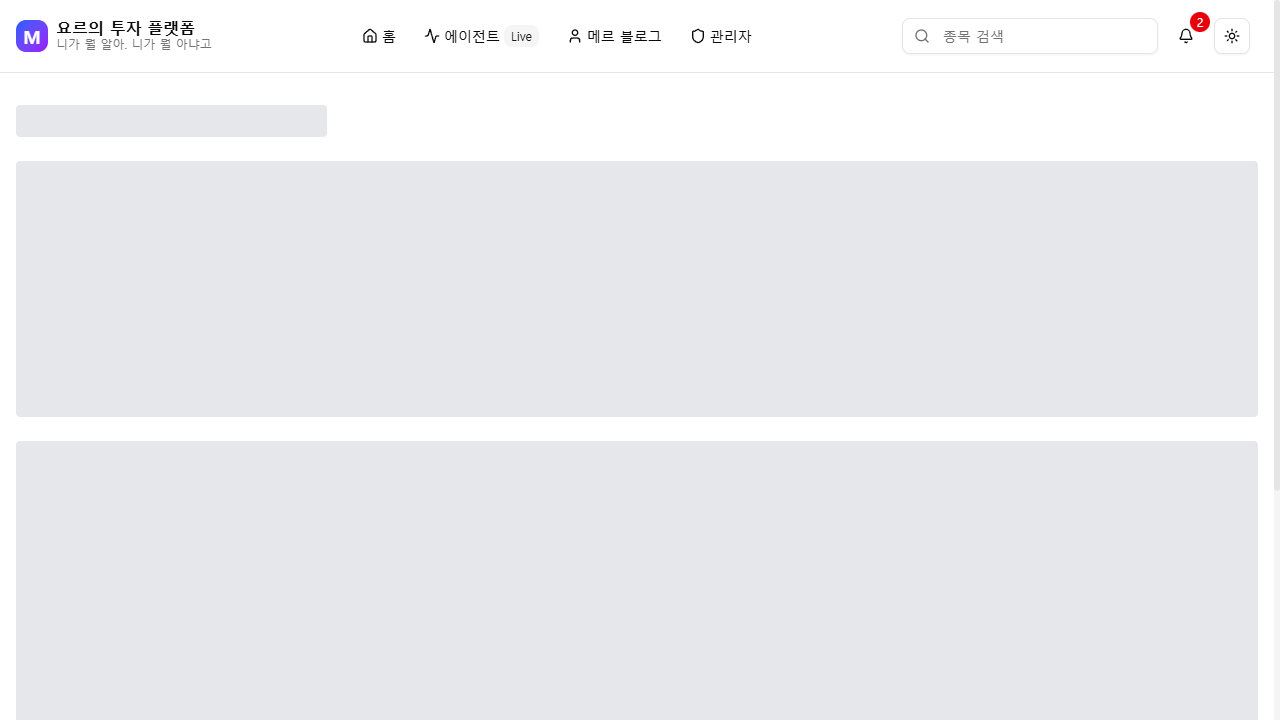 M
요르의 투자 플랫폼
니가 뭘 알아. 니가 뭘 아냐고
홈
에이전트 Live
메르 블로그
관리자
종목 검색
2